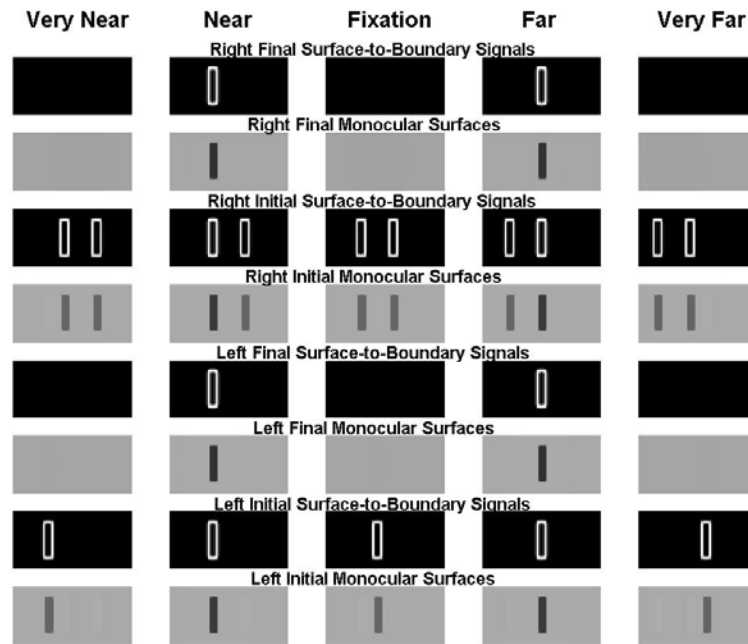 Very Near Near Fixation Far Very Far
Right Final Surface-to-Boundary Signals
Right Final Monocular Surfaces
Right Initial Surface-to-Boundary Signals
Right Initial Monocular Surfaces
Left Final Surface-to-Boundary Signals
Left Final Monocular Surfaces
Left Initial Surface-to-Boundary Signals
Left Initial Monocular Surfaces